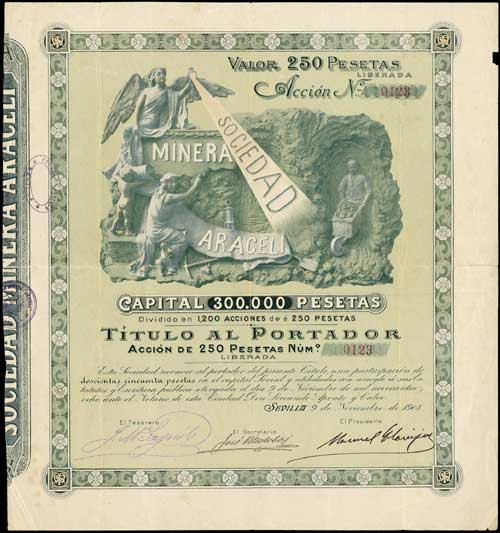 SOCIEDAD MINERA ARACELI
VALOR 250 PESETAS
LIBERADA
Acción N.º 0123
SOCIEDAD
MINERA
ARACELI
CAPITAL 300.000 PESETAS
Dividido en 1,200 ACCIONES de á 250 PESETAS
TÍTULO AL PORTADOR
ACCIÓN DE 250 PESETAS NÚM.º 0123
LIBERADA
Esta Sociedad reconoce al portador del presente Título, una participación de
doscientas cincuenta pesetas en el capital Social y utilidades con arreglo á sus Es-
tatutos y Escritura pública otorgada el día 9 de Noviembre de mil novecientos
ocho ante el Notario de esta Ciudad Don
SEVILLA 9 de Noviembre de 1908.
El Tesorero
El Secretario
El Presidente